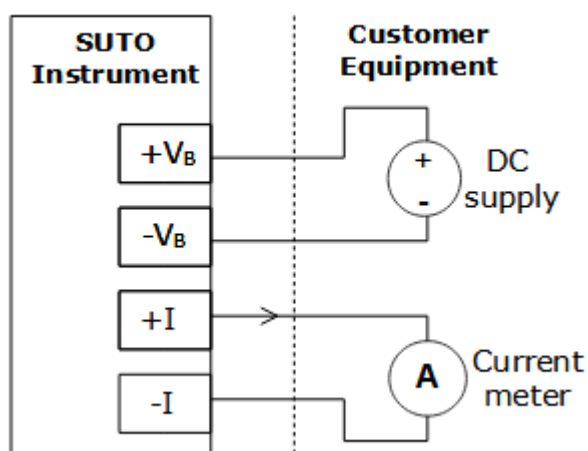 SUTO
Instrument
Customer
Equipment
+VB
-VB
+I
-I
+
-
DC
supply
A
Current
meter